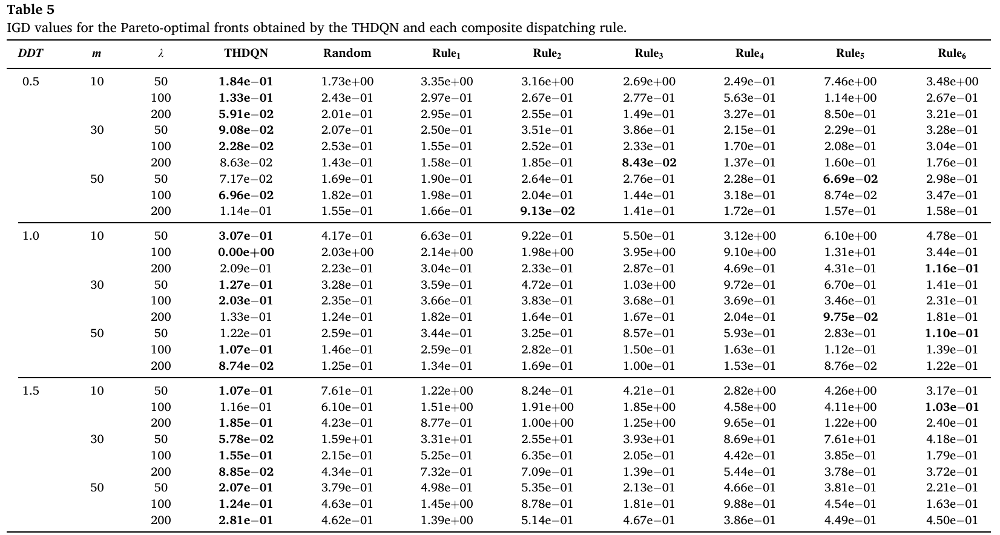 Table 5
IGD values for the Pareto-optimal fronts obtained by the THDQN and each composite dispatching rule.
DDT m λ THDQN Random Rule1 Rule2 Rule3 Rule4 Rule5 Rule6
0.5 10 50 1.84e−01 1.73e+00 3.35e+00 3.16e+00 2.69e+00 2.49e−01 7.46e+00 3.48e+00
100 1.33e−01 2.43e−01 2.97e−01 2.67e−01 2.77e−01 5.63e−01 1.14e+00 2.67e−01
200 5.91e−02 2.01e−01 2.95e−01 2.55e−01 1.49e−01 3.27e−01 8.50e−01 3.21e−01
30 50 9.08e−02 2.07e−01 2.50e−01 3.51e−01 3.86e−01 2.15e−01 2.29e−01 3.28e−01
100 2.28e−02 2.53e−01 1.55e−01 2.52e−01 2.33e−01 1.70e−01 2.08e−01 3.04e−01
200 8.63e−02 1.43e−01 1.58e−01 1.85e−01 8.43e−02 1.37e−01 1.60e−01 1.76e−01
50 50 7.17e−02 1.69e−01 1.90e−01 2.64e−01 2.76e−01 2.28e−01 6.69e−02 2.98e−01
100 6.96e−02 1.82e−01 1.98e−01 2.04e−01 1.44e−01 3.18e−01 8.74e−02 3.47e−01
200 1.14e−01 1.55e−01 1.66e−01 9.13e−02 1.41e−01 1.72e−01 1.57e−01 1.58e−01
1.0 10 50 3.07e−01 4.17e−01 6.63e−01 9.22e−01 5.50e−01 3.12e+00 6.10e+00 4.78e−01
100 0.00e+00 2.03e+00 2.14e+00 1.98e+00 3.95e+00 9.10e+00 1.31e+01 3.44e−01
200 2.09e−01 2.23e−01 3.04e−01 2.33e−01 2.87e−01 4.69e−01 4.31e−01 1.16e−01
30 50 1.27e−01 3.28e−01 3.59e−01 4.72e−01 1.03e+00 9.72e−01 6.70e−01 1.41e−01
100 2.03e−01 2.35e−01 3.66e−01 3.83e−01 3.68e−01 3.69e−01 3.46e−01 2.31e−01
200 1.33e−01 1.24e−01 1.82e−01 1.64e−01 1.67e−01 2.04e−01 9.75e−02 1.81e−01
50 50 1.22e−01 2.59e−01 3.44e−01 3.25e−01 8.57e−01 5.93e−01 2.83e−01 1.10e−01
100 1.07e−01 1.46e−01 2.59e−01 2.82e−01 1.50e−01 1.63e−01 1.12e−01 1.39e−01
200 8.74e−02 1.25e−01 1.34e−01 1.69e−01 1.00e−01 1.53e−01 8.76e−02 1.22e−01
1.5 10 50 1.07e−01 7.61e−01 1.22e+00 8.24e−01 4.21e−01 2.82e+00 4.26e+00 3.17e−01
100 1.16e−01 6.10e−01 1.51e+00 1.91e+00 1.85e+00 4.58e+00 4.11e+00 1.03e−01
200 1.85e−01 4.23e−01 8.77e−01 1.00e+00 1.25e+00 9.65e−01 1.22e+00 2.40e−01
30 50 5.78e−02 1.59e+01 3.31e+01 2.55e+01 3.93e+01 8.69e+01 7.61e+01 4.18e−01
100 1.55e−01 2.15e−01 5.25e−01 6.35e−01 2.05e−01 4.42e−01 3.85e−01 1.79e−01
200 8.85e−02 4.34e−01 7.32e−01 7.09e−01 1.39e−01 5.44e−01 3.78e−01 3.72e−01
50 50 2.07e−01 3.79e−01 4.98e−01 5.35e−01 2.13e−01 4.66e−01 3.81e−01 2.21e−01
100 1.24e−01 4.63e−01 1.45e+00 8.78e−01 1.81e−01 9.88e−01 4.54e−01 1.63e−01
200 2.81e−01 4.62e−01 1.39e+00 5.14e−01 4.67e−01 3.86e−01 4.49e−01 4.50e−01